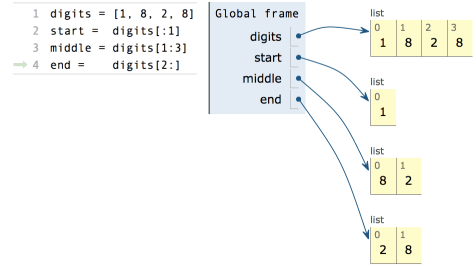 1 digits = [1, 8, 2, 8]
2 start = digits[:1]
3 middle = digits[1:3]
4 end = digits[2:]
Global frame
digits
start
middle
end
list
0 1 2 3
1 8 2 8
list
0
1
list
0 1
8 2
list
0 1
2 8